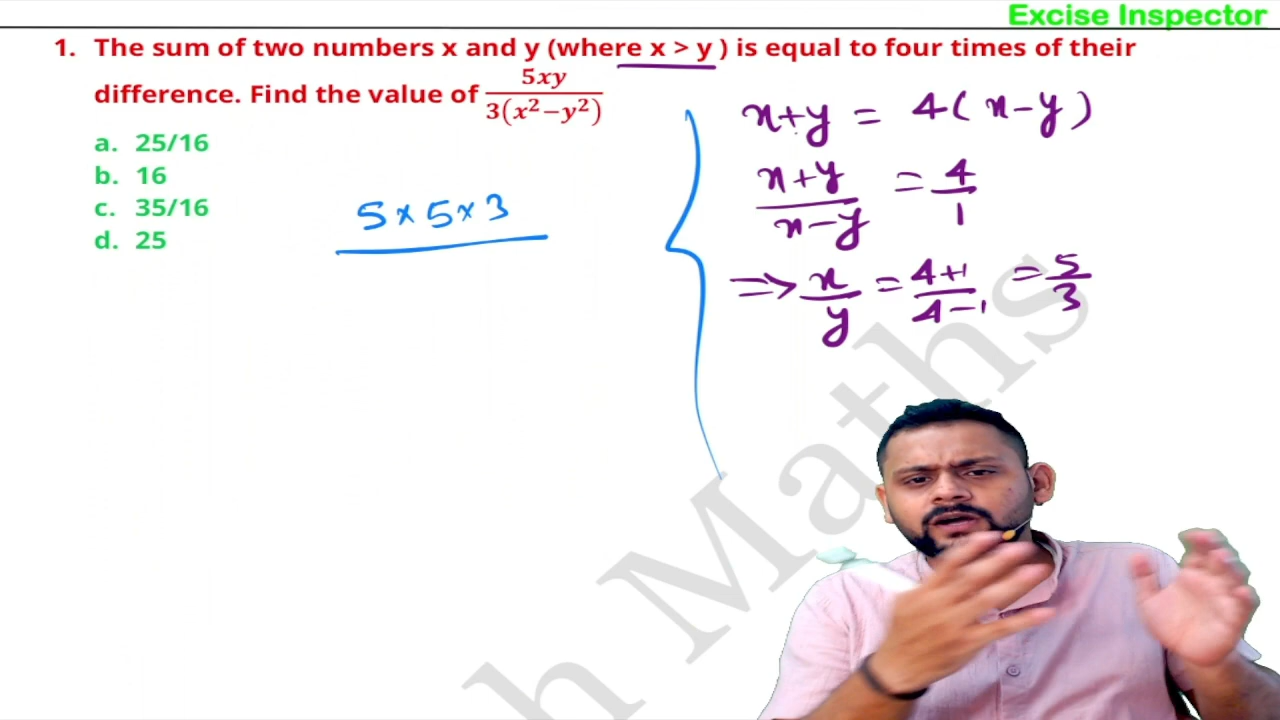 Excise Inspector
1. The sum of two numbers x and y (where x > y ) is equal to four times of their
difference. Find the value of 5xy/3(x²−y²)
a. 25/16
b. 16
c. 35/16
d. 25
5×5×3
x+y = 4(x−y)
x+y/x−y = 4/1
⇒ x/y = 4+1/4−1 = 5/3
h Maths